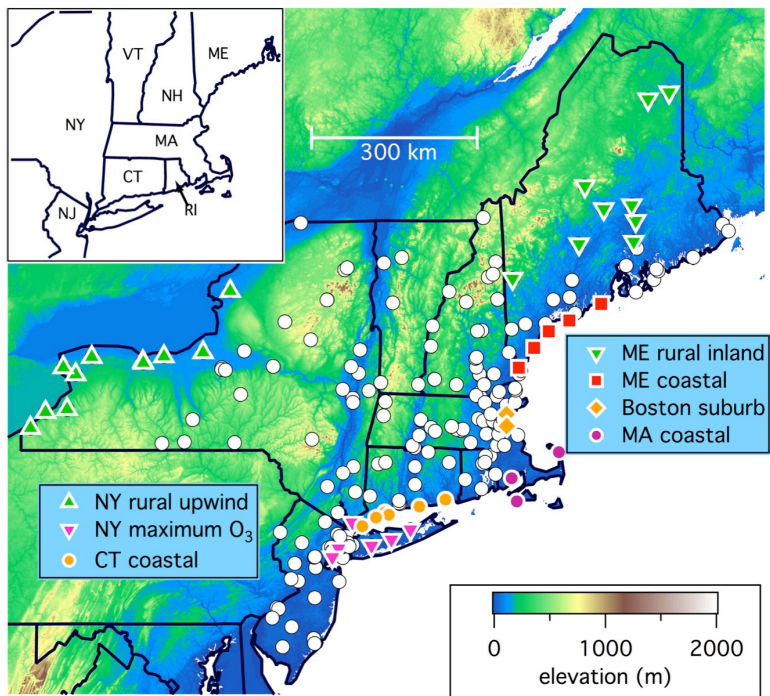 VT
ME
NH
NY
MA
CT
NJ
RI
300 km
ME rural inland
ME coastal
Boston suburb
MA coastal
NY rural upwind
NY maximum O₃
CT coastal
0 1000 2000
elevation (m)